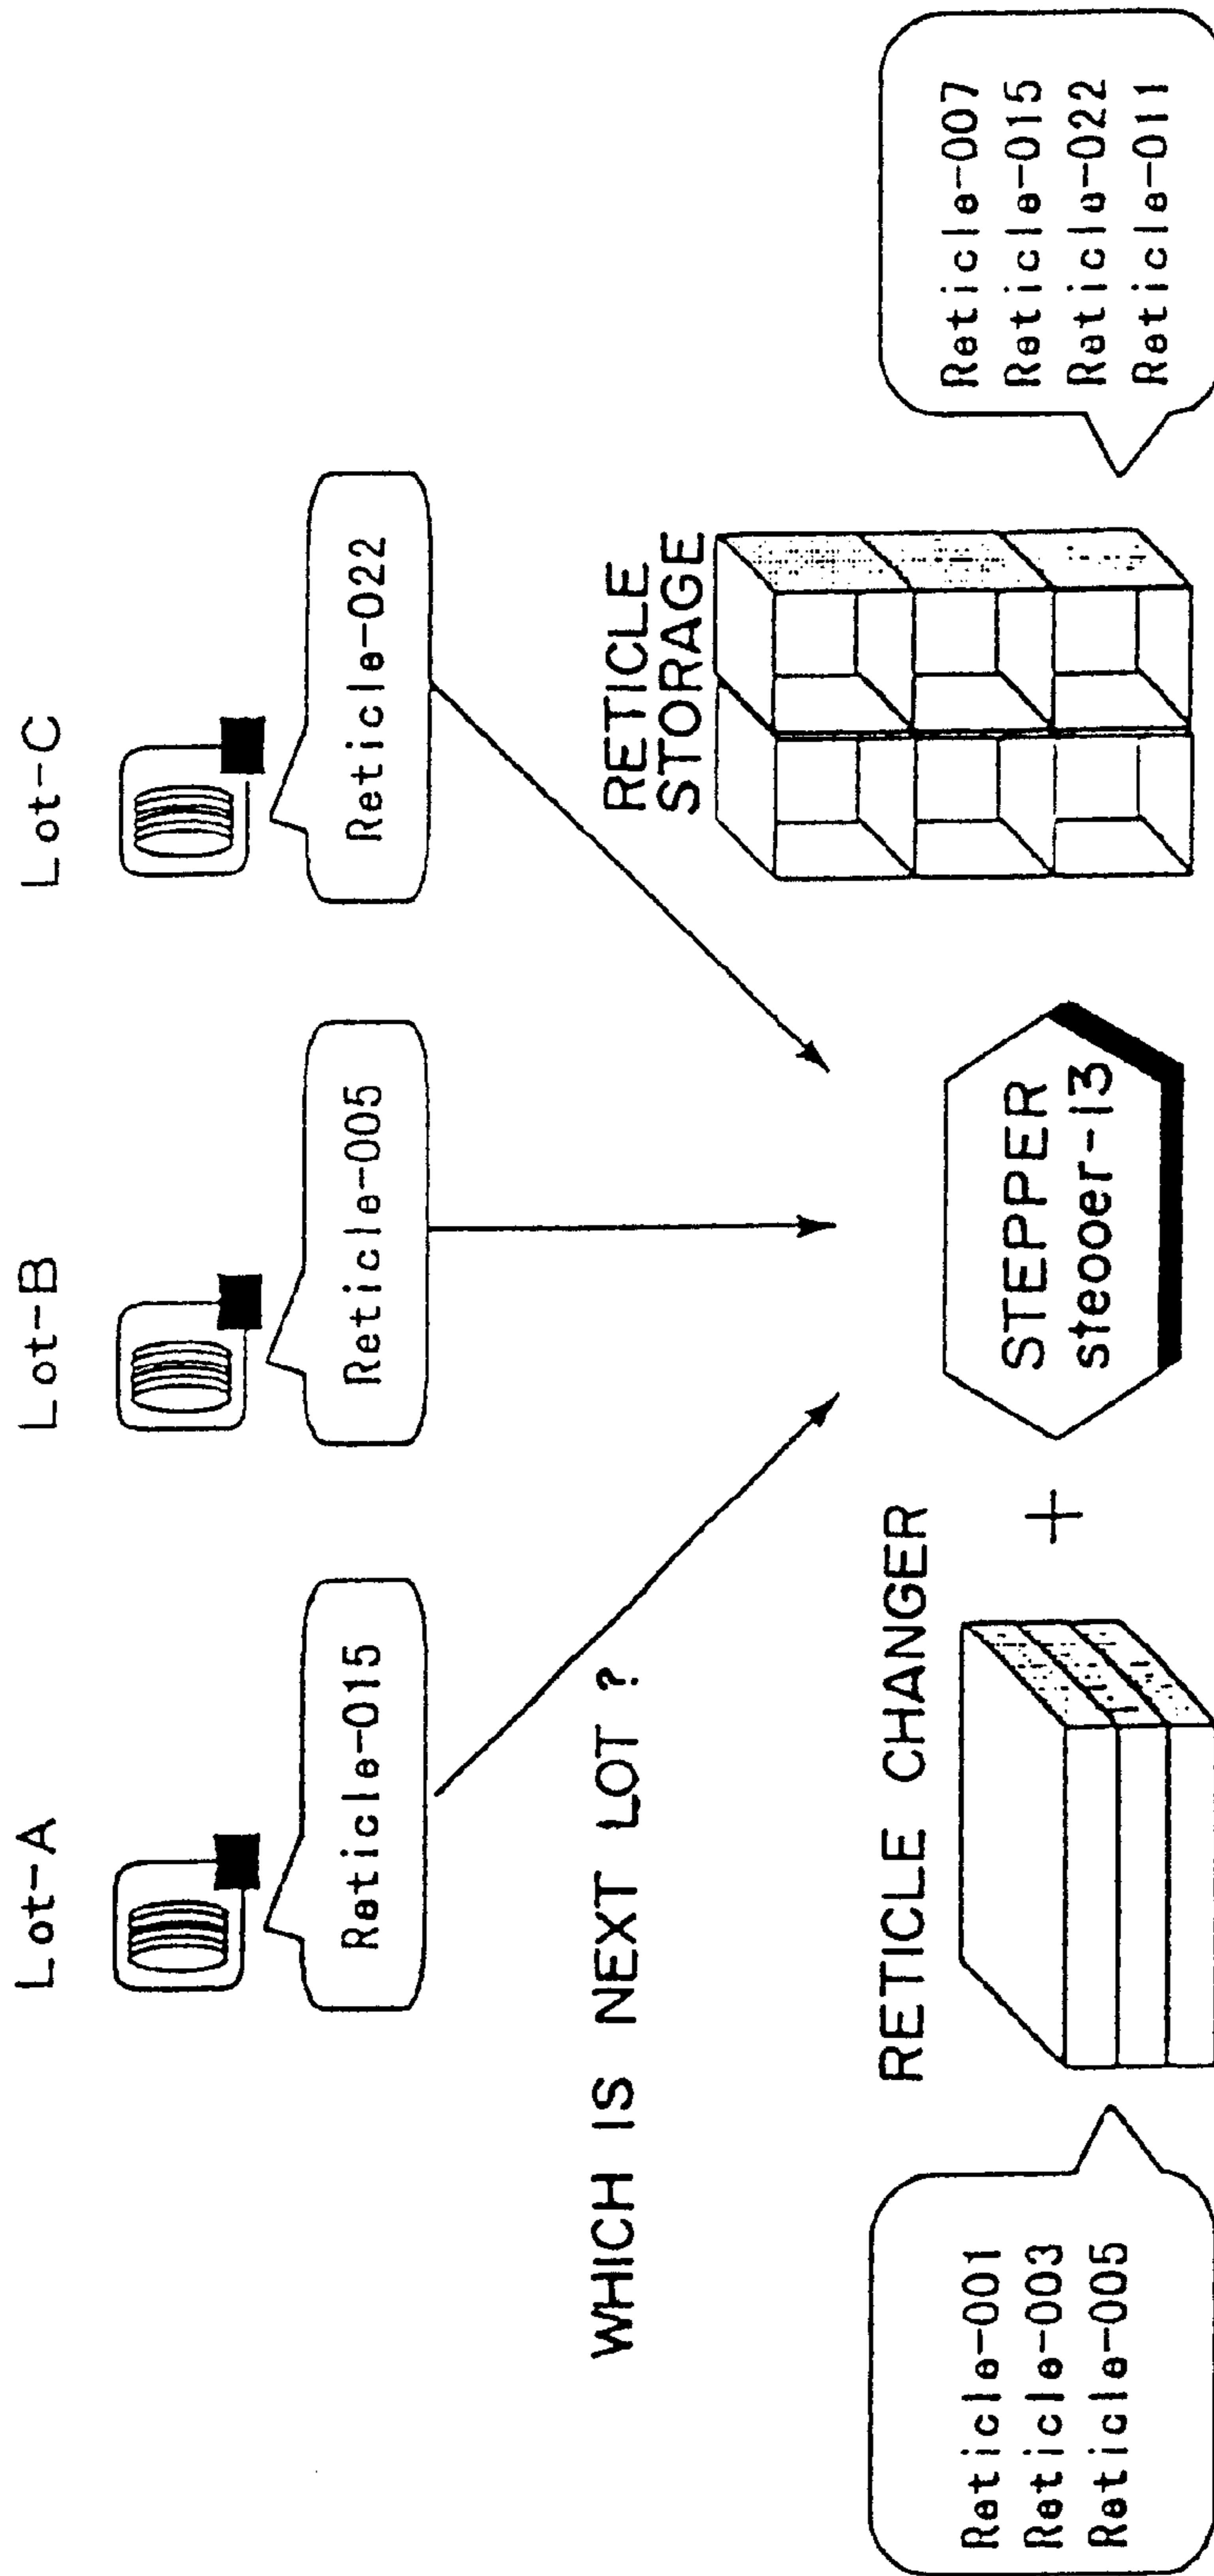 Lot-A
Lot-B
Lot-C
Reticle-015
Reticle-005
Reticle-022
WHICH IS NEXT LOT ?
RETICLE CHANGER
RETICLE
STORAGE
Reticle-001
Reticle-003
Reticle-005
+
STEPPER
steooer-13
Reticle-007
Reticle-015
Reticle-022
Reticle-011